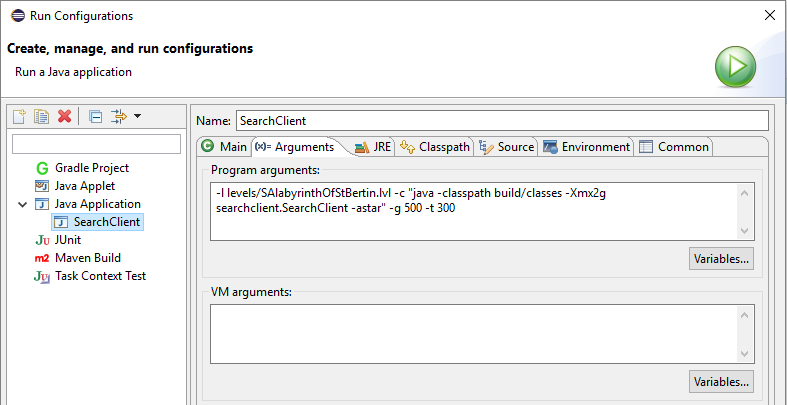 Run Configurations
Create, manage, and run configurations
Run a Java application
Name: SearchClient
Main (x)= Arguments JRE Classpath Source Environment Common
Gradle Project
Java Applet
Java Application
SearchClient
JUnit
Maven Build
Task Context Test
Program arguments:
-l levels/SAlabyrinthOfStBertin.lvl -c "java -classpath build/classes -Xmx2g
searchclient.SearchClient -astar" -g 500 -t 300
Variables...
VM arguments:
Variables...